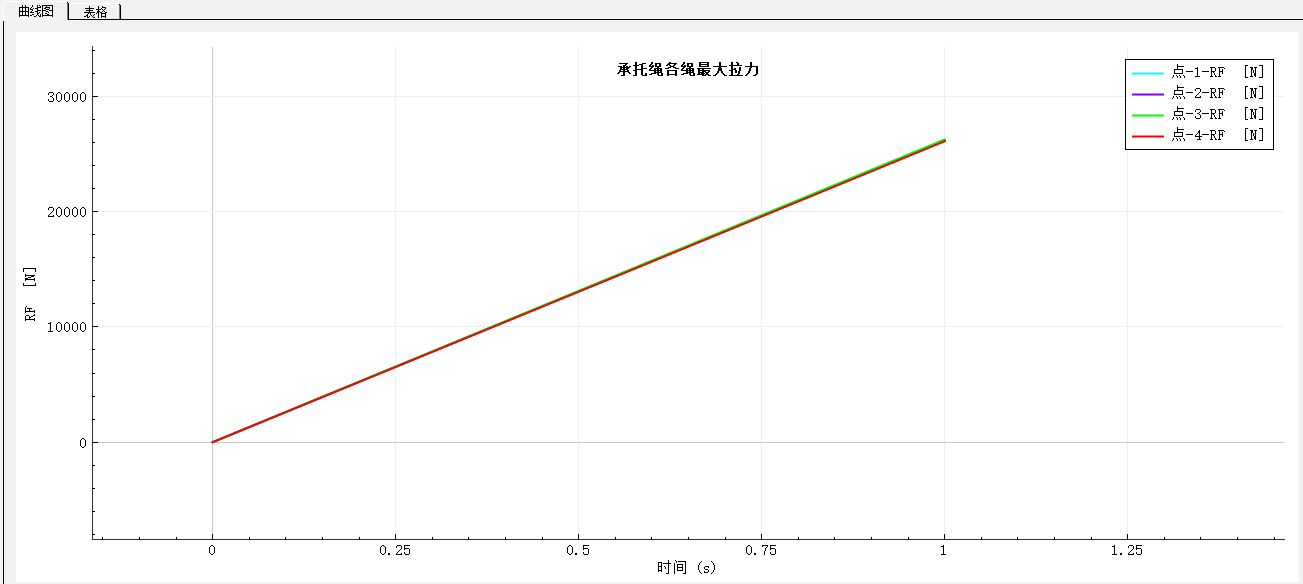 曲线图 表格
承托绳各绳最大拉力
点-1-RF [N]
点-2-RF [N]
点-3-RF [N]
点-4-RF [N]
30000
20000
10000
0
RF [N]
0 0.25 0.5 0.75 1 1.25
时间 (s)